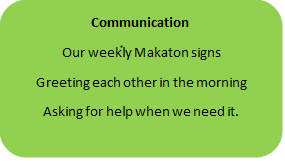 Communication
Our weekly Makaton signs
Greeting each other in the morning
Asking for help when we need it.